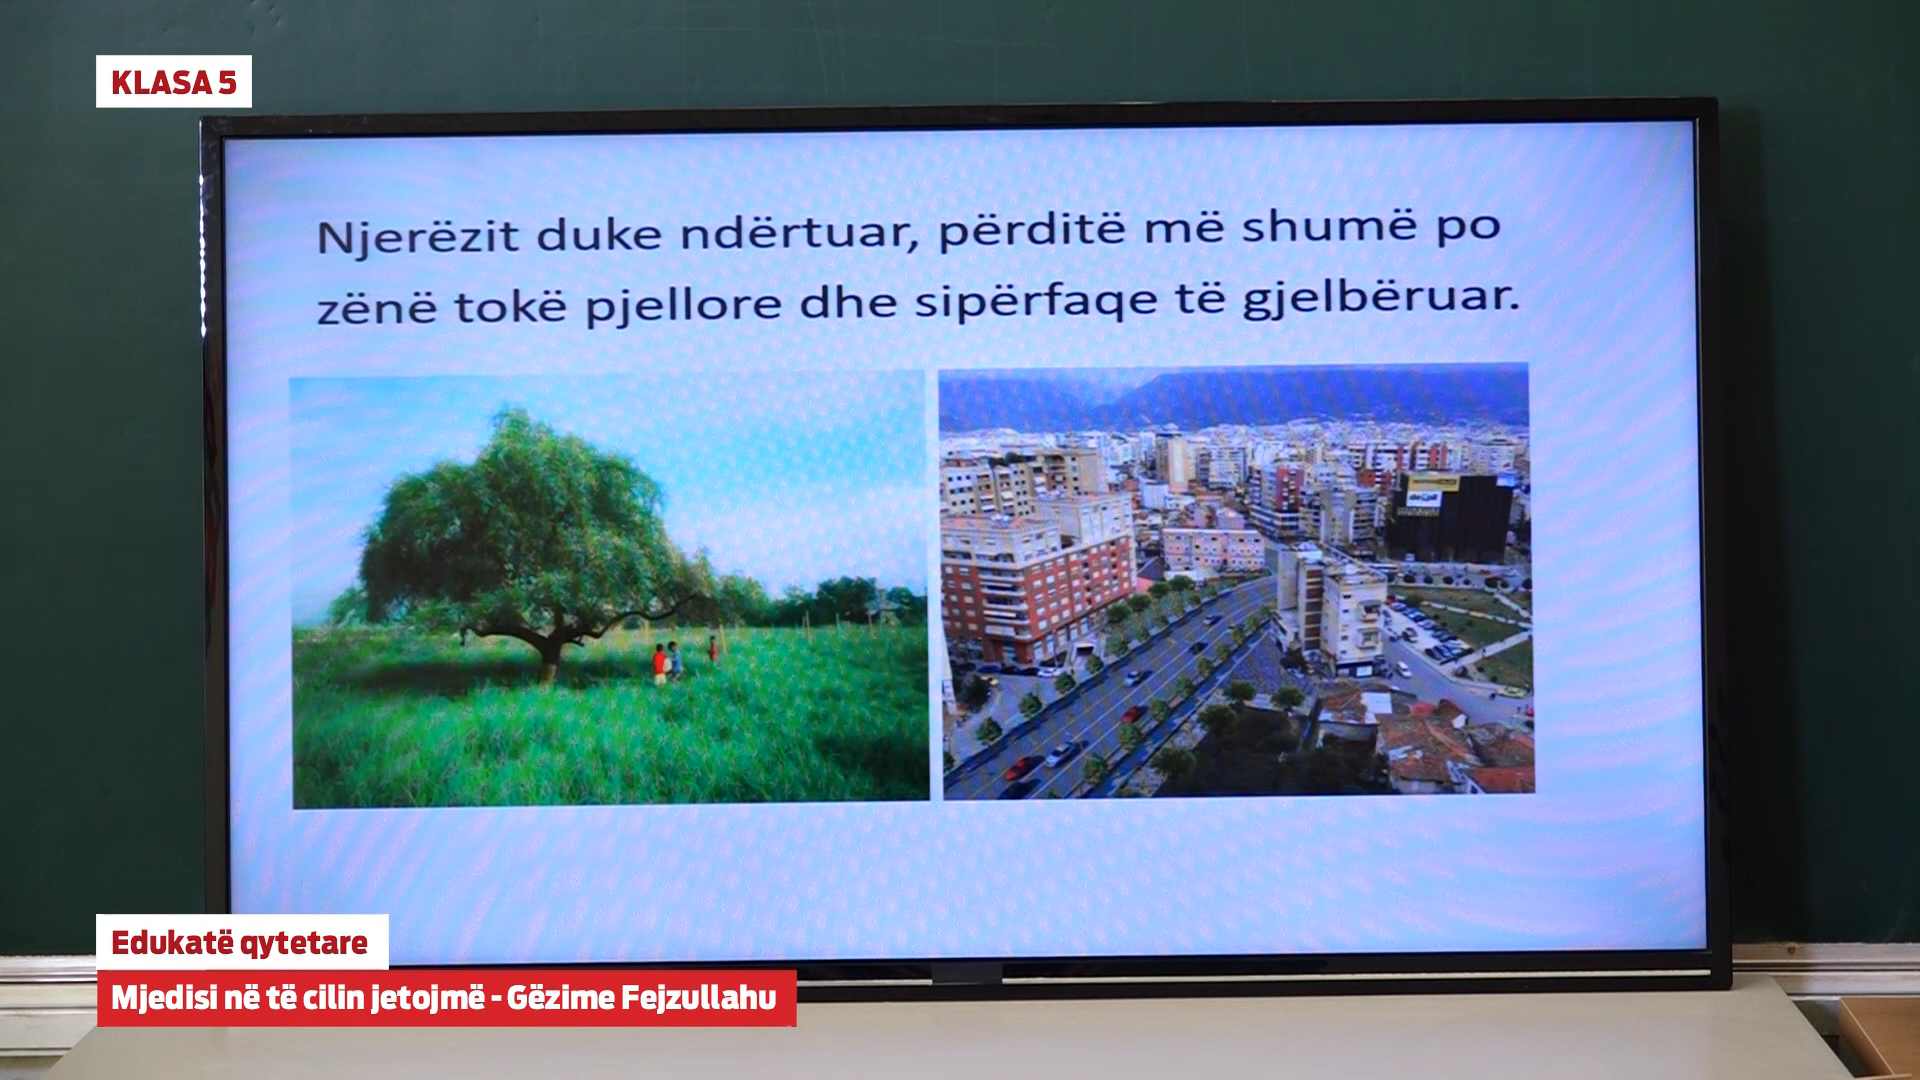 KLASA 5
Njerëzit duke ndërtuar, përditë më shumë po
zënë tokë pjellore dhe sipërfaqe të gjelbëruar.
Edukatë qytetare
Mjedisi në të cilin jetojmë - Gëzime Fejzullahu